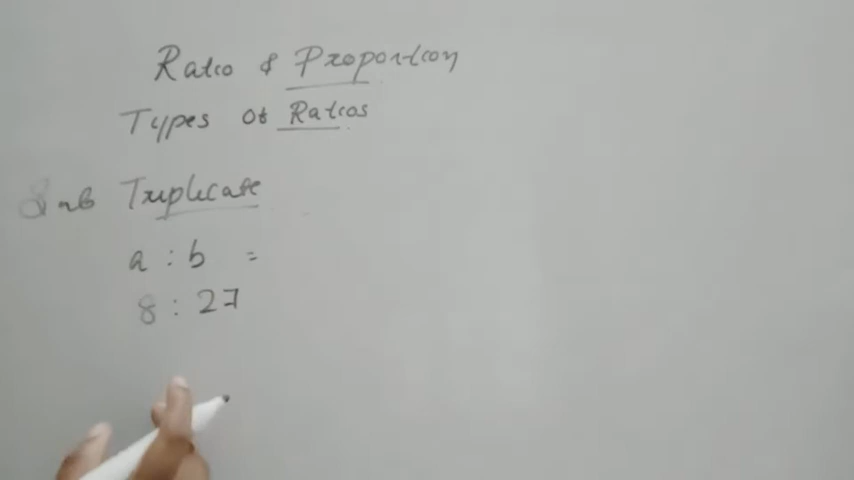 Ratio & Proportion
Types of Ratios
Sub Triplicate
a : b =
8 : 27